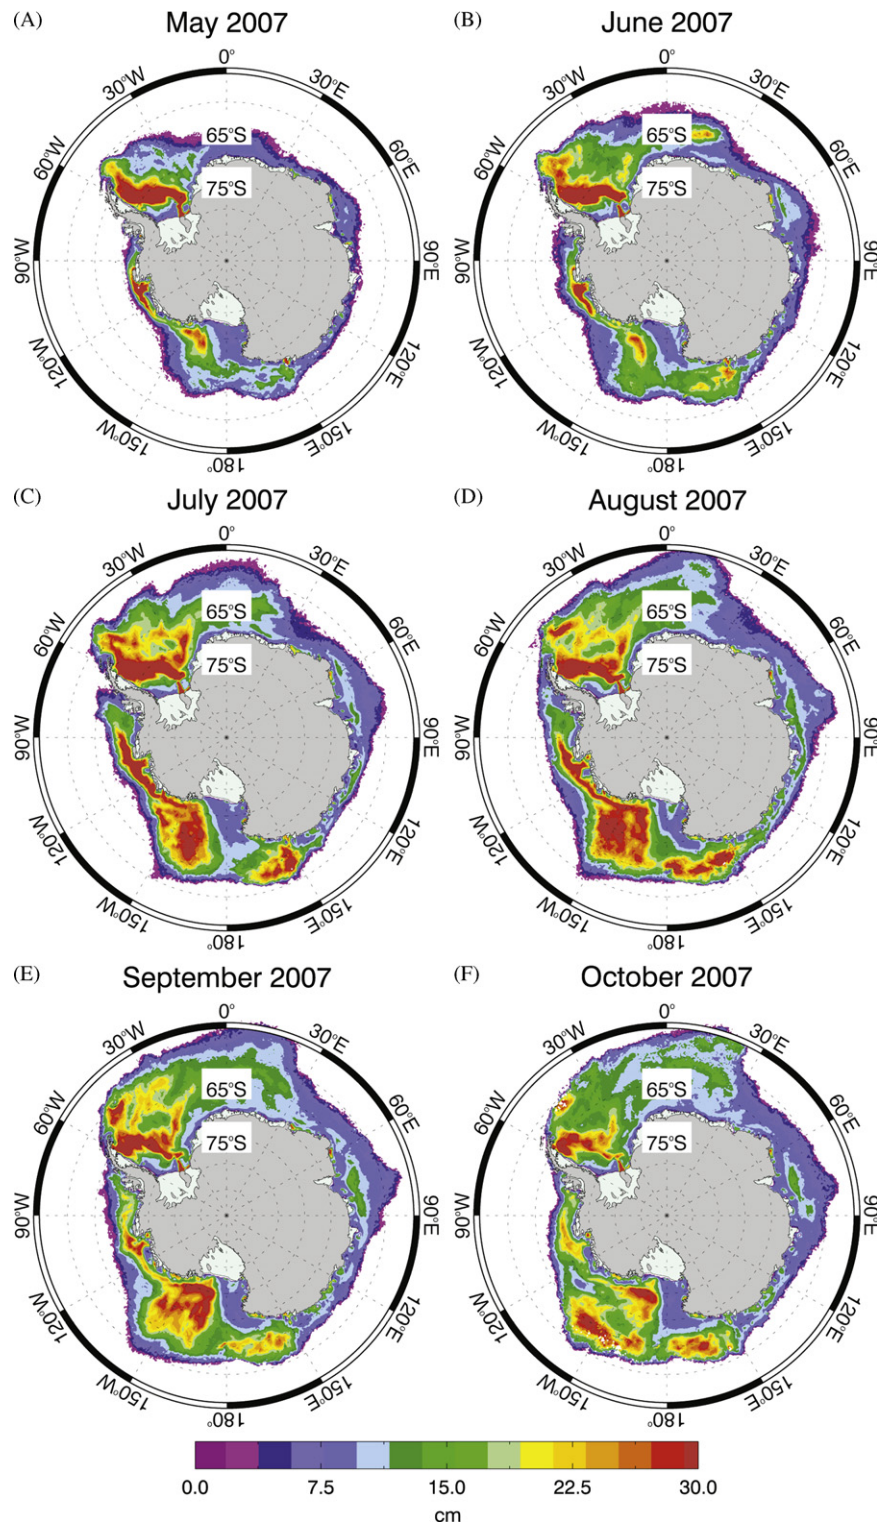 (A) May 2007
0°
30°E
60°E
90°E
120°E
150°E
180°
150°W
120°W
90°W
60°W
30°W
65°S
75°S
(B) June 2007
0°
30°E
60°E
90°E
120°E
150°E
180°
150°W
120°W
90°W
60°W
30°W
65°S
75°S
(C) July 2007
0°
30°E
60°E
90°E
120°E
150°E
180°
150°W
120°W
90°W
60°W
30°W
65°S
75°S
(D) August 2007
0°
30°E
60°E
90°E
120°E
150°E
180°
150°W
120°W
90°W
60°W
30°W
65°S
75°S
(E) September 2007
0°
30°E
60°E
90°E
120°E
150°E
180°
150°W
120°W
90°W
60°W
30°W
65°S
75°S
(F) October 2007
0°
30°E
60°E
90°E
120°E
150°E
180°
150°W
120°W
90°W
60°W
30°W
65°S
75°S
0.0 7.5 15.0 22.5 30.0
cm